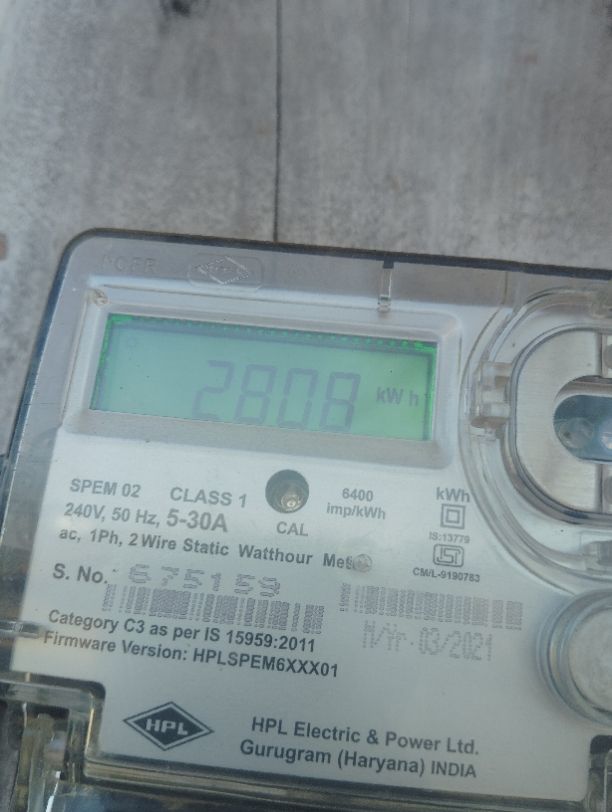 2808 kWh
SPEM 02 CLASS 1
240V, 50 Hz, 5-30A
ac, 1Ph, 2 Wire Static Watthour
CAL
6400
imp/kWh
kWh
IS:13779
ISI
CM/L-9190783
S. No. 675159
Category C3 as per IS 15959:2011
Firmware Version: HPLSPEM6XXX01
M/Yr 03/2021
HPL
HPL Electric & Power Ltd.
Gurugram (Haryana) INDIA